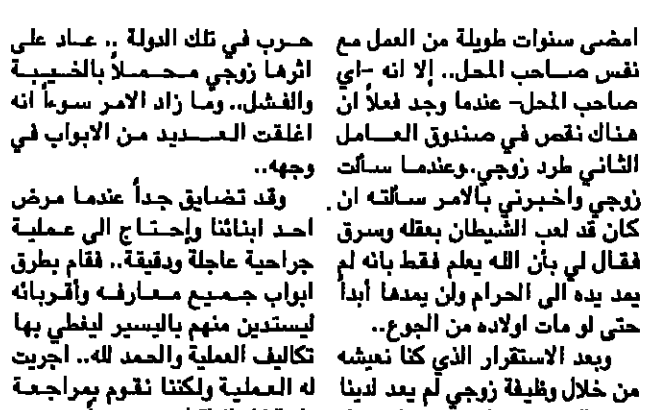 امضى سنوات طويلة من العمل مع
نفس صاحب المحل.. إلا انه -اي
صاحب المحل- عندما وجد فعلاً ان
هناك نقص في صندوق العامل
الثاني طرد زوجي.وعندما سألت
زوجي واخبرني بالامر سألته ان
كان قد لعب الشيطان بعقله وسرق
فقال لي بأن الله يعلم فقط بانه لم
يمد يده الى الحرام ولن يمدها أبداً
حتى لو مات اولاده من الجوع..
وبعد الاستقرار الذي كنا نعيشه
من خلال وظيفة زوجي لم يعد لدينا
حرب في تلك الدولة .. عاد على
اثرها زوجي محملاً بالخيبة
والفشل.. وما زاد الامر سوءاً انه
اغلقت العديد من الابواب في
وجهه..
وقد تضايق جداً عندما مرض
احد ابنائنا وإحتاج الى عملية
جراحية عاجلة ودقيقة.. فقام بطرق
ابواب جميع معارفه وأقربائه
ليستدين منهم باليسير ليغطي بها
تكاليف العملية والحمد لله.. اجريت
له العملية ولكننا نقوم بمراجعة